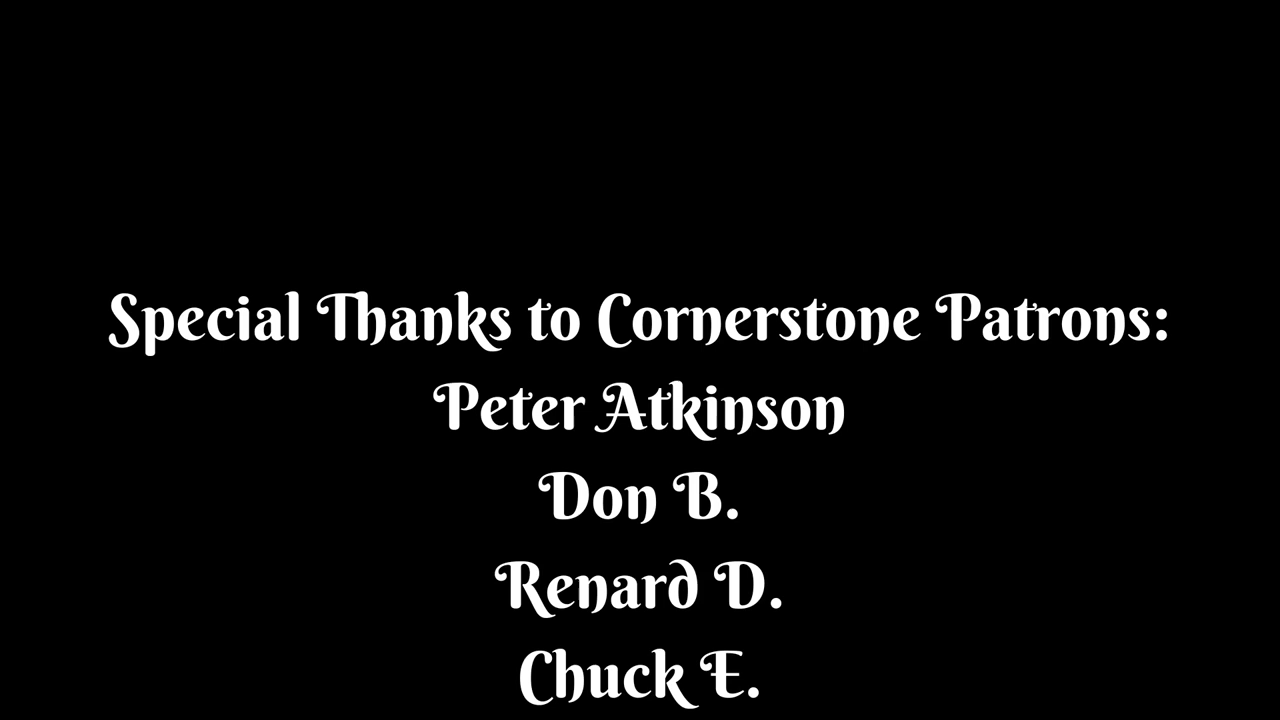 Special Thanks to Cornerstone Patrons:
Peter Atkinson
Don B.
Renard D.
Chuck E.